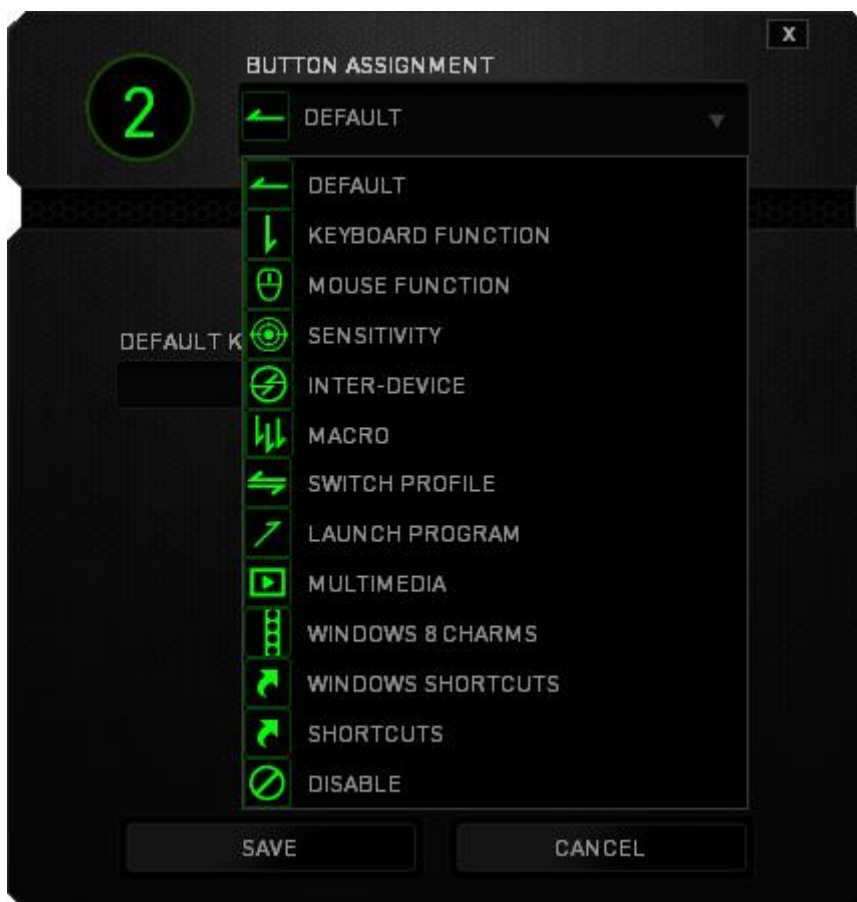 X
BUTTON ASSIGNMENT
2
DEFAULT
DEFAULT
KEYBOARD FUNCTION
MOUSE FUNCTION
SENSITIVITY
DEFAULT K
INTER-DEVICE
MACRO
SWITCH PROFILE
LAUNCH PROGRAM
MULTIMEDIA
WINDOWS 8 CHARMS
WINDOWS SHORTCUTS
SHORTCUTS
DISABLE
SAVE
CANCEL